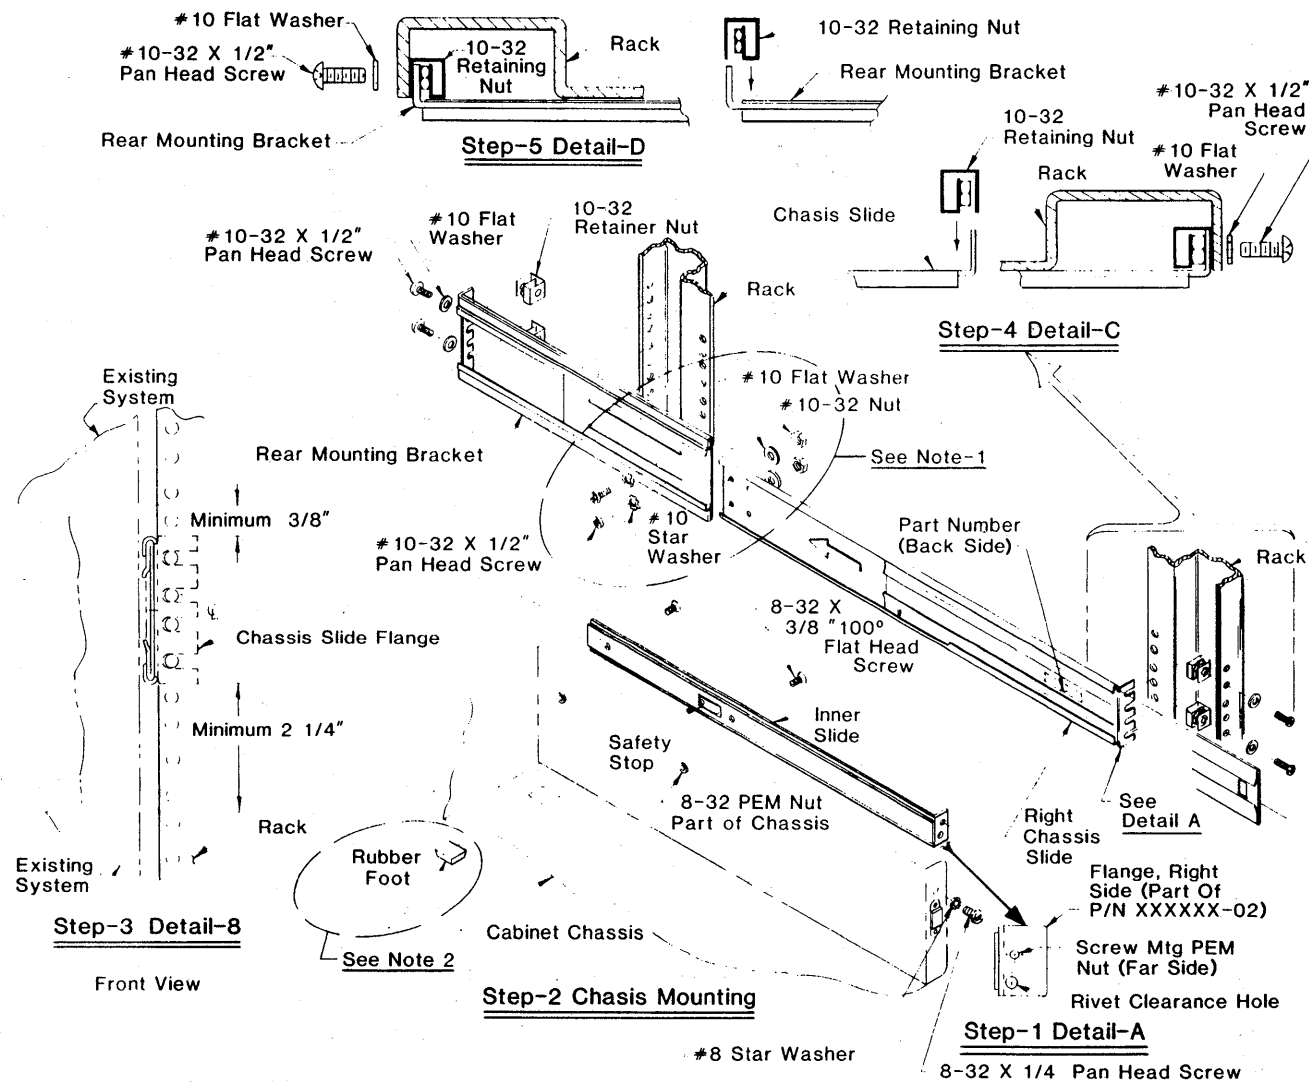 #10 Flat Washer
#10-32 X 1/2"
Pan Head Screw
10-32
Retaining
Nut
Rack
Rear Mounting Bracket
Step-5 Detail-D
10-32 Retaining Nut
Rear Mounting Bracket
#10-32 X 1/2"
Pan Head
Screw
10-32
Retaining Nut
#10 Flat
Washer
Rack
Chasis Slide
Step-4 Detail-C
#10-32 X 1/2"
Pan Head Screw
#10 Flat
Washer
10-32
Retainer Nut
Rack
#10 Flat Washer
#10-32 Nut
See Note-1
Existing
System
Rear Mounting Bracket
Minimum 3/8"
#10-32 X 1/2"
Pan Head Screw
#10
Star
Washer
Part Number
(Back Side)
Rack
8-32 X
3/8 "100°
Flat Head
Screw
Chassis Slide Flange
Minimum 2 1/4"
Inner
Slide
Safety
Stop
8-32 PEM Nut
Part of Chassis
See
Detail A
Right
Chassis
Slide
Rack
Existing
System
Rubber
Foot
Flange, Right
Side (Part Of
P/N XXXXXX-02)
Step-3 Detail-8
Front View
See Note 2
Cabinet Chassis
Screw Mtg PEM
Nut (Far Side)
Rivet Clearance Hole
Step-2 Chasis Mounting
Step-1 Detail-A
#8 Star Washer
8-32 X 1/4 Pan Head Screw